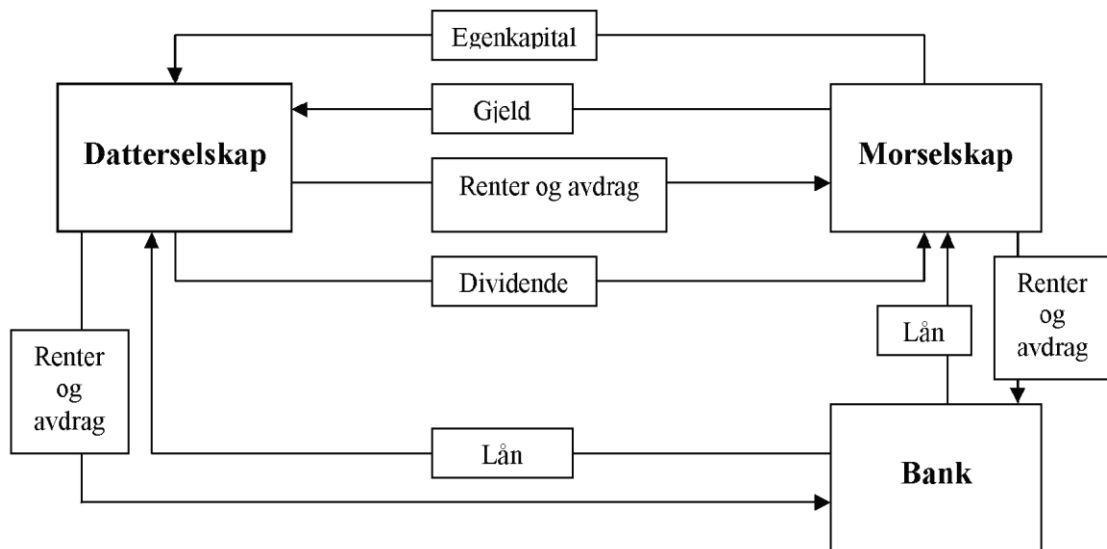 Egenkapital
Gjeld
Datterselskap
Morselskap
Renter og avdrag
Dividende
Renter
og
avdrag
Lån
Renter
og
avdrag
Lån
Bank